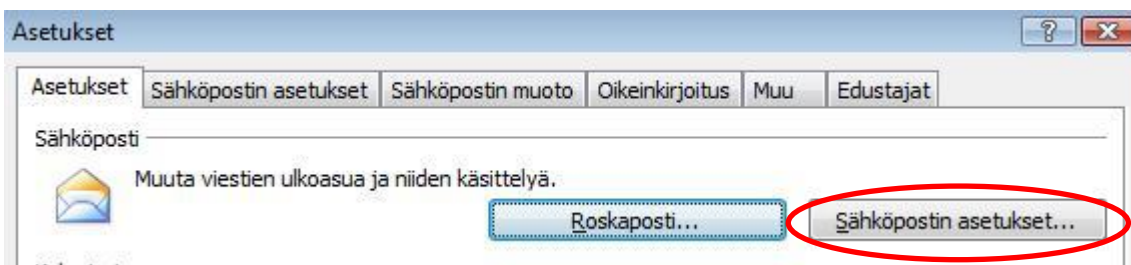 Asetukset
Asetukset Sähköpostin asetukset Sähköpostin muoto Oikeinkirjoitus Muu Edustajat
Sähköposti
Muuta viestien ulkoasua ja niiden käsittelyä.
Roskaposti... Sähköpostin asetukset...